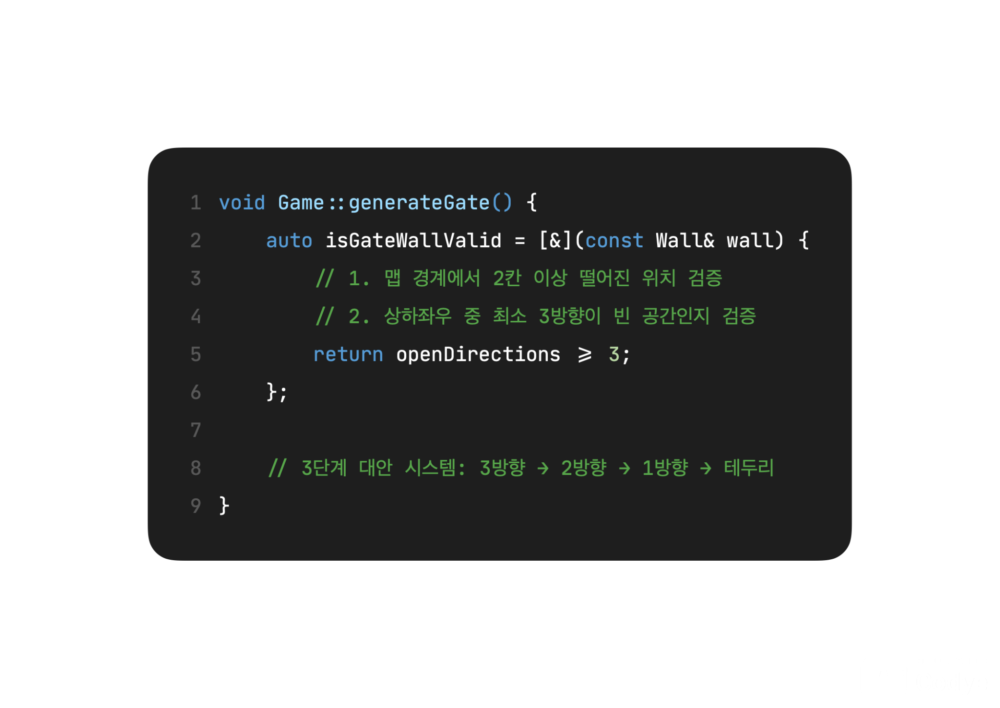 1 void Game::generateGate() {
2     auto isGateWallValid = [&](const Wall& wall) {
3         // 1. 맵 경계에서 2칸 이상 떨어진 위치 검증
4         // 2. 상하좌우 중 최소 3방향이 빈 공간인지 검증
5         return openDirections >= 3;
6     };
7
8     // 3단계 대안 시스템: 3방향 → 2방향 → 1방향 → 테두리
9 }